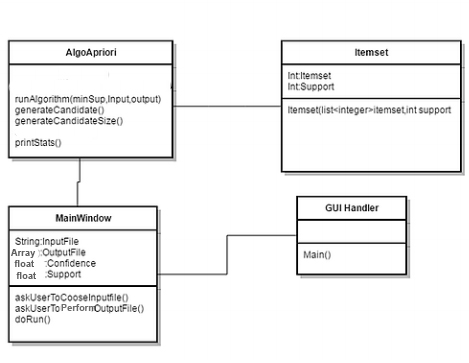 AlgoApriori
runAlgorithm(minSup,Input,output)
generateCandidate()
generateCandidateSize()
printStats()
Itemset
Int:Itemset
Int:Support
Itemset(list<integer>itemset,int support
MainWindow
String:InputFile
Array :OutputFile
float :Confidence
float :Support
askUserToCooseInputfile()
askUserToPerformOutputFile()
doRun()
GUI Handler
Main()